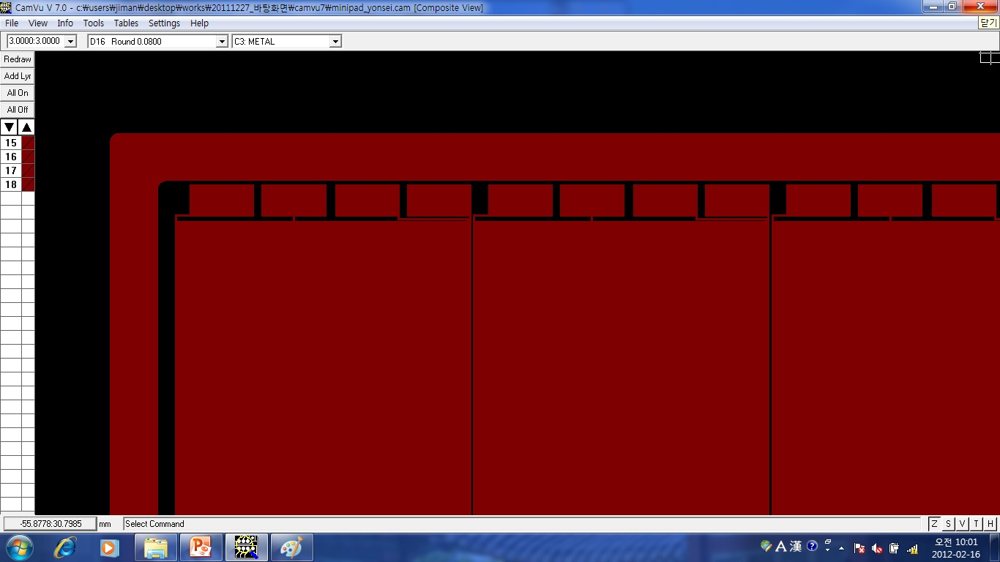 CamVu V 7.0 - c:₩users₩jiman₩desktop₩works₩20111227_바탕화면₩camvu7₩minipad_yonsei.cam [Composite View]
File View Info Tools Tables Settings Help
닫기
3.0000:3.0000 D16 Round 0.0800 C3: METAL
Redraw
Add Lyr
All On
All Off
15
16
17
18
-55.8778:30.7985 mm Select Command Z S V T H
A 漢 오전 10:01
2012-02-16